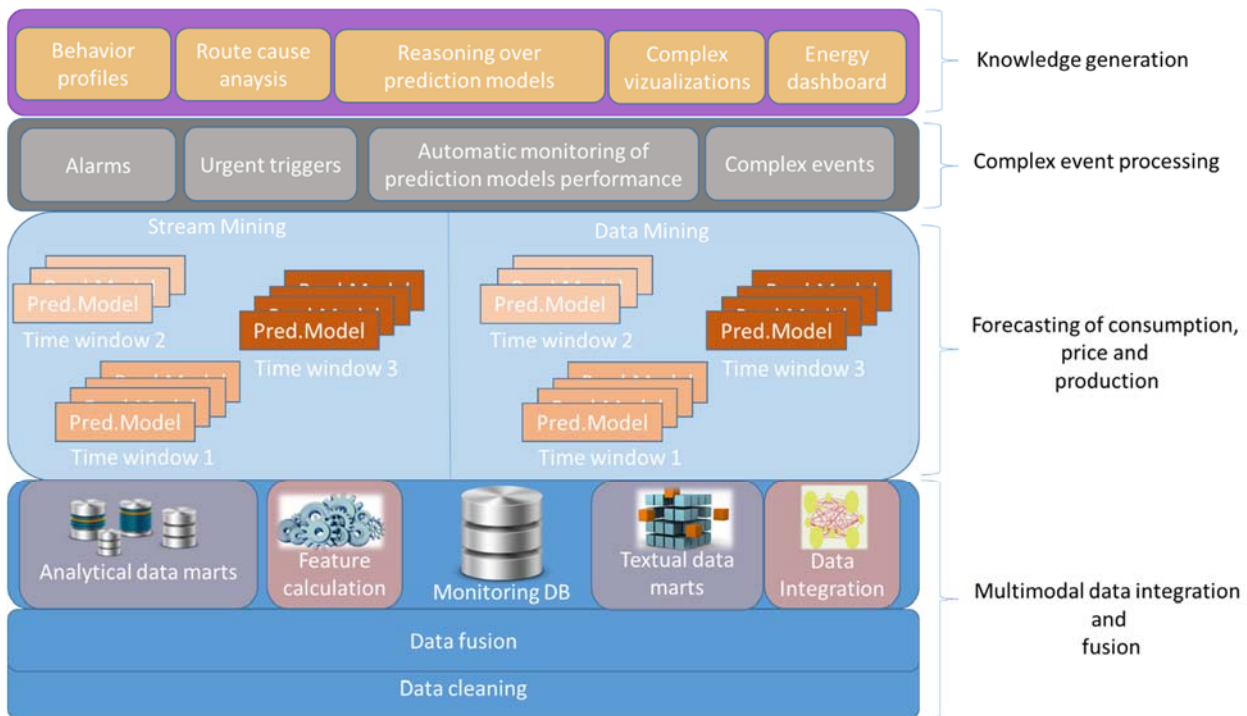 Behavior
profiles
Route cause
anaysis
Reasoning over
prediction models
Complex
vizualizations
Energy
dashboard
Knowledge generation
Alarms
Urgent triggers
Automatic monitoring of
prediction models performance
Complex events
Complex event processing
Stream Mining
Pred.Model
Time window 2
Pred.Model
Time window 3
Pred.Model
Time window 1
Data Mining
Pred.Model
Time window 2
Pred.Model
Time window 3
Pred.Model
Time window 1
Forecasting of consumption,
price and
production
Analytical data marts
Feature
calculation
Monitoring DB
Textual data
marts
Data
Integration
Data fusion
Data cleaning
Multimodal data integration
and
fusion